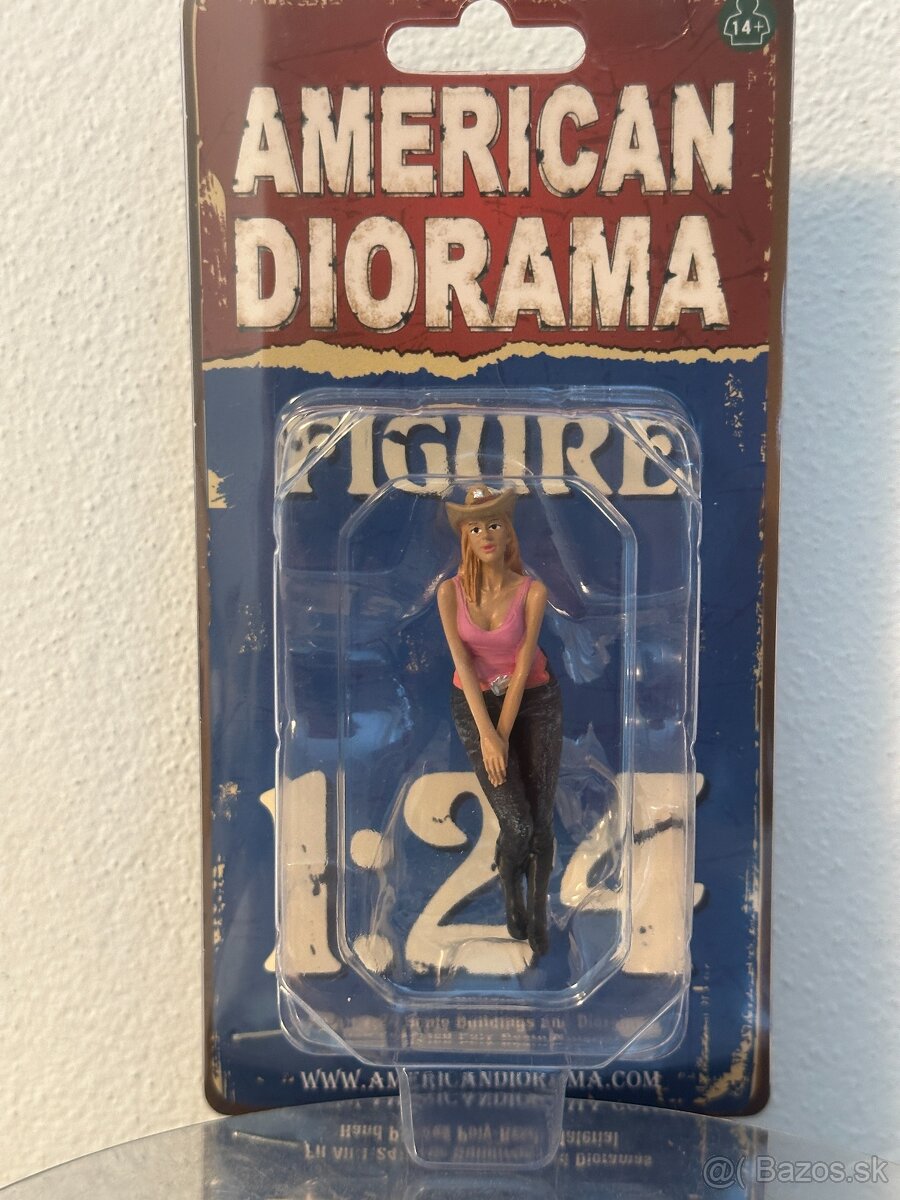 14+
AMERICAN
DIORAMA
FIGURE
1:24
WWW.AMERICANDIORAMA.COM
@( Bazos.sk